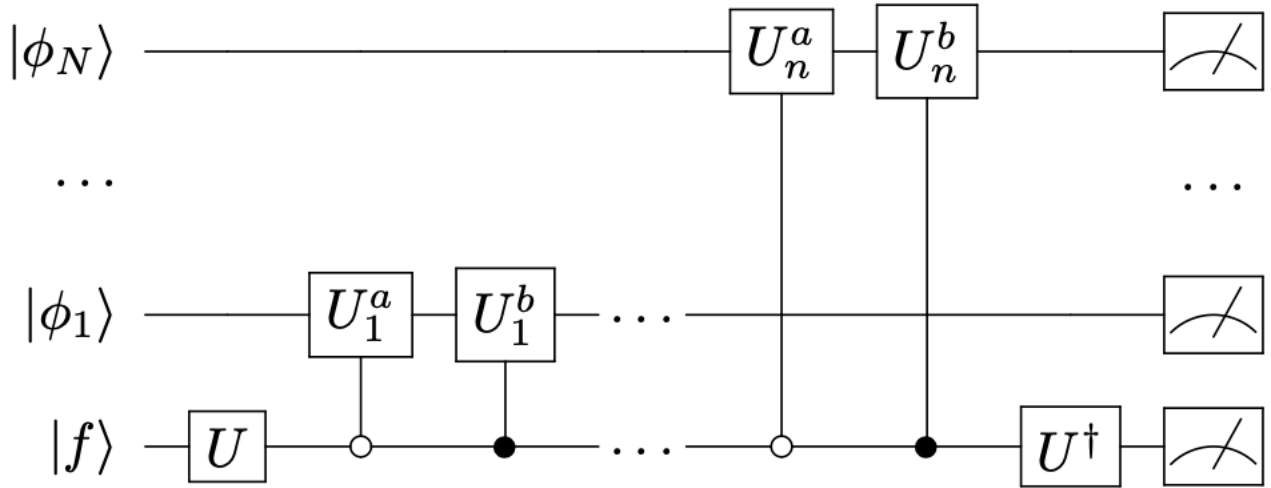 |ϕ_N⟩ U_n^a U_n^b
··· ···
|ϕ_1⟩ U_1^a U_1^b ···
|f⟩ U ··· U^†